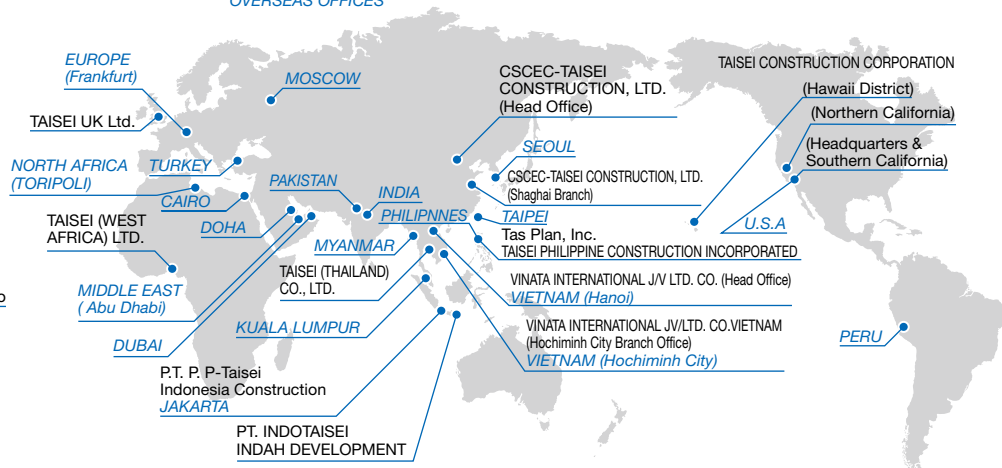 OVERSEAS OFFICES
EUROPE
(Frankfurt)
MOSCOW
CSCEC-TAISEI
CONSTRUCTION, LTD.
(Head Office)
TAISEI CONSTRUCTION CORPORATION
(Hawaii District)
(Northern California)
(Headquarters &
Southern California)
U.S.A
TAISEI UK Ltd.
NORTH AFRICA
(TORIPOLI)
TURKEY
CAIRO
PAKISTAN
INDIA
SEOUL
CSCEC-TAISEI CONSTRUCTION, LTD.
(Shaghai Branch)
TAISEI (WEST
AFRICA) LTD.
DOHA
PHILIPNNES
TAIPEI
Tas Plan, Inc.
TAISEI PHILIPPINE CONSTRUCTION INCORPORATED
MYANMAR
TAISEI (THAILAND)
CO., LTD.
MIDDLE EAST
( Abu Dhabi)
VINATA INTERNATIONAL J/V LTD. CO. (Head Office)
VIETNAM (Hanoi)
KUALA LUMPUR
DUBAI
VINATA INTERNATIONAL JV/LTD. CO.VIETNAM
(Hochiminh City Branch Office)
VIETNAM (Hochiminh City)
PERU
P.T. P. P-Taisei
Indonesia Construction
JAKARTA
PT. INDOTAISEI
INDAH DEVELOPMENT